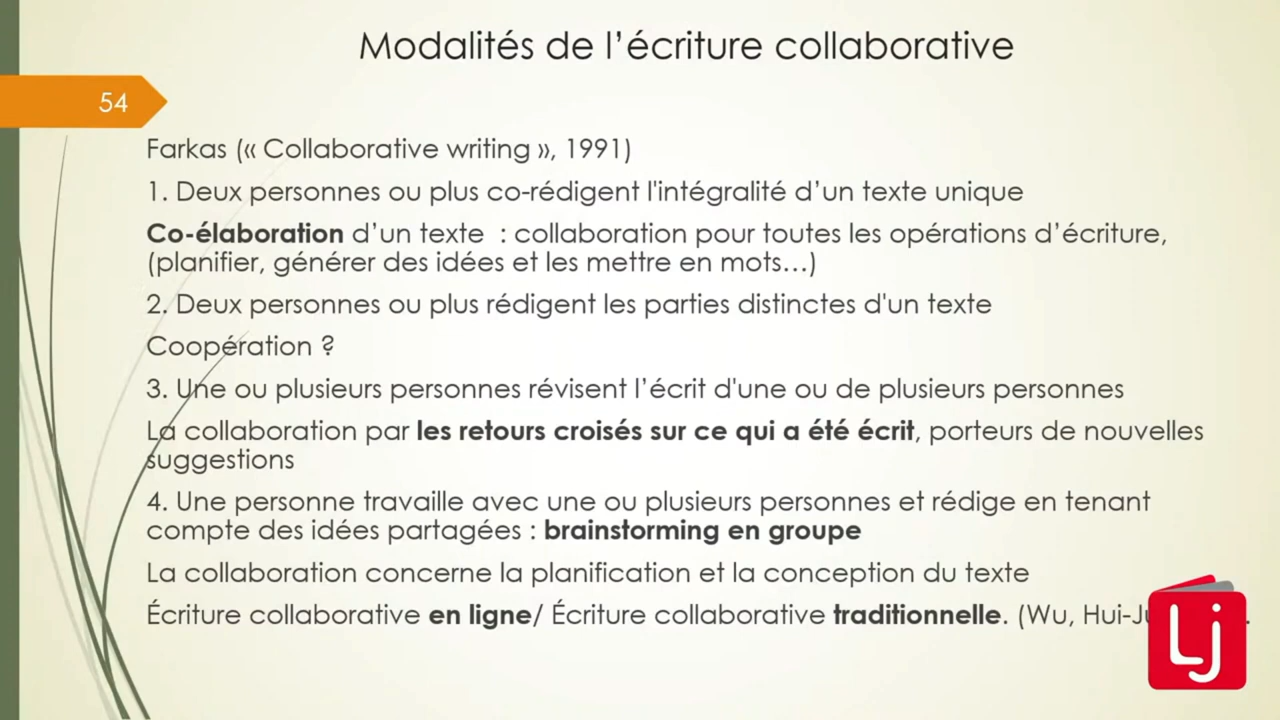 Modalités de l’écriture collaborative
54
Farkas (« Collaborative writing », 1991)
1. Deux personnes ou plus co-rédigent l'intégralité d’un texte unique
Co-élaboration d’un texte  : collaboration pour toutes les opérations d’écriture,
(planifier, générer des idées et les mettre en mots…)
2. Deux personnes ou plus rédigent les parties distinctes d'un texte
Coopération ?
3. Une ou plusieurs personnes révisent l’écrit d'une ou de plusieurs personnes
La collaboration par les retours croisés sur ce qui a été écrit, porteurs de nouvelles
suggestions
4. Une personne travaille avec une ou plusieurs personnes et rédige en tenant
compte des idées partagées : brainstorming en groupe
La collaboration concerne la planification et la conception du texte
Écriture collaborative en ligne/ Écriture collaborative traditionnelle. (Wu,
Lj